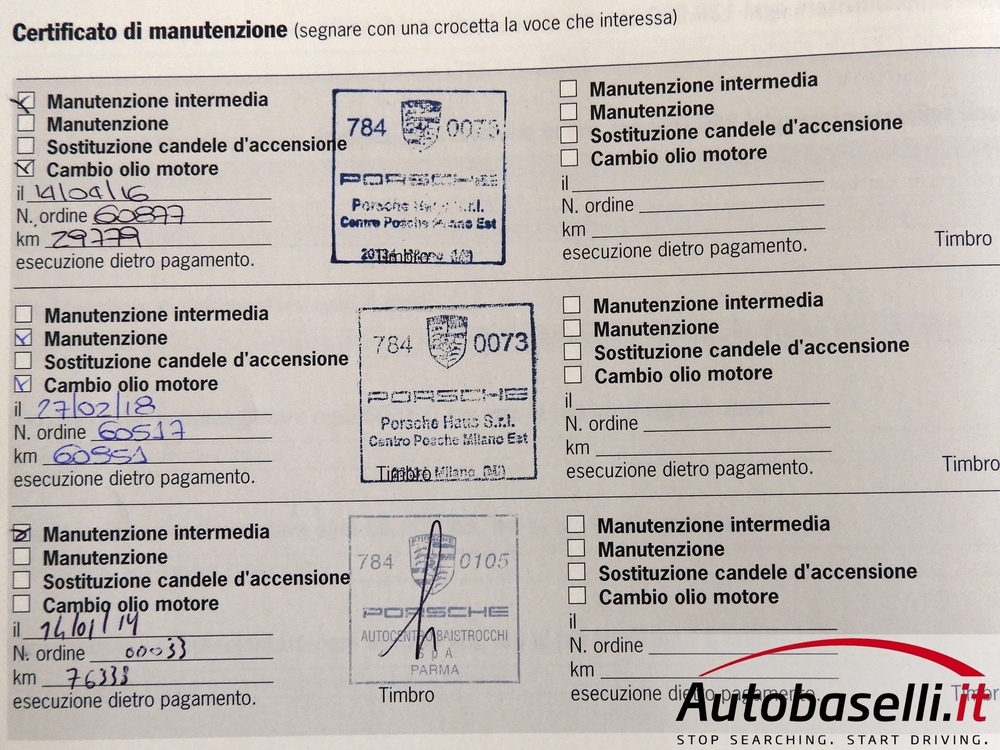 Certificato di manutenzione (segnare con una crocetta la voce che interessa)
Manutenzione intermedia
Manutenzione
Sostituzione candele d'accensione
Cambio olio motore
il 14/04/16
N. ordine 60877
km 29779
esecuzione dietro pagamento.
784 0073
PORSCHE
Porsche Haus S.r.l.
Centro Posche Milano Est
Timbro
Manutenzione intermedia
Manutenzione
Sostituzione candele d'accensione
Cambio olio motore
il
N. ordine
km
esecuzione dietro pagamento.
Timbro
Manutenzione intermedia
Manutenzione
Sostituzione candele d'accensione
Cambio olio motore
il 27/02/18
N. ordine 60517
km 60951
esecuzione dietro pagamento.
784 0073
PORSCHE
Porsche Haus S.r.l.
Centro Posche Milano Est
Timbro Milano (MI)
Manutenzione intermedia
Manutenzione
Sostituzione candele d'accensione
Cambio olio motore
il
N. ordine
km
esecuzione dietro pagamento.
Timbro
Manutenzione intermedia
Manutenzione
Sostituzione candele d'accensione
Cambio olio motore
il 14/01/19
N. ordine 00033
km 76338
esecuzione dietro pagamento.
784 0105
PORSCHE
AUTOCENTRO BAISTROCCHI
S p A
PARMA
Timbro
Manutenzione intermedia
Manutenzione
Sostituzione candele d'accensione
Cambio olio motore
il
N. ordine
km
esecuzione dietro pagamento.
Autobaselli.it
STOP SEARCHING. START DRIVING.